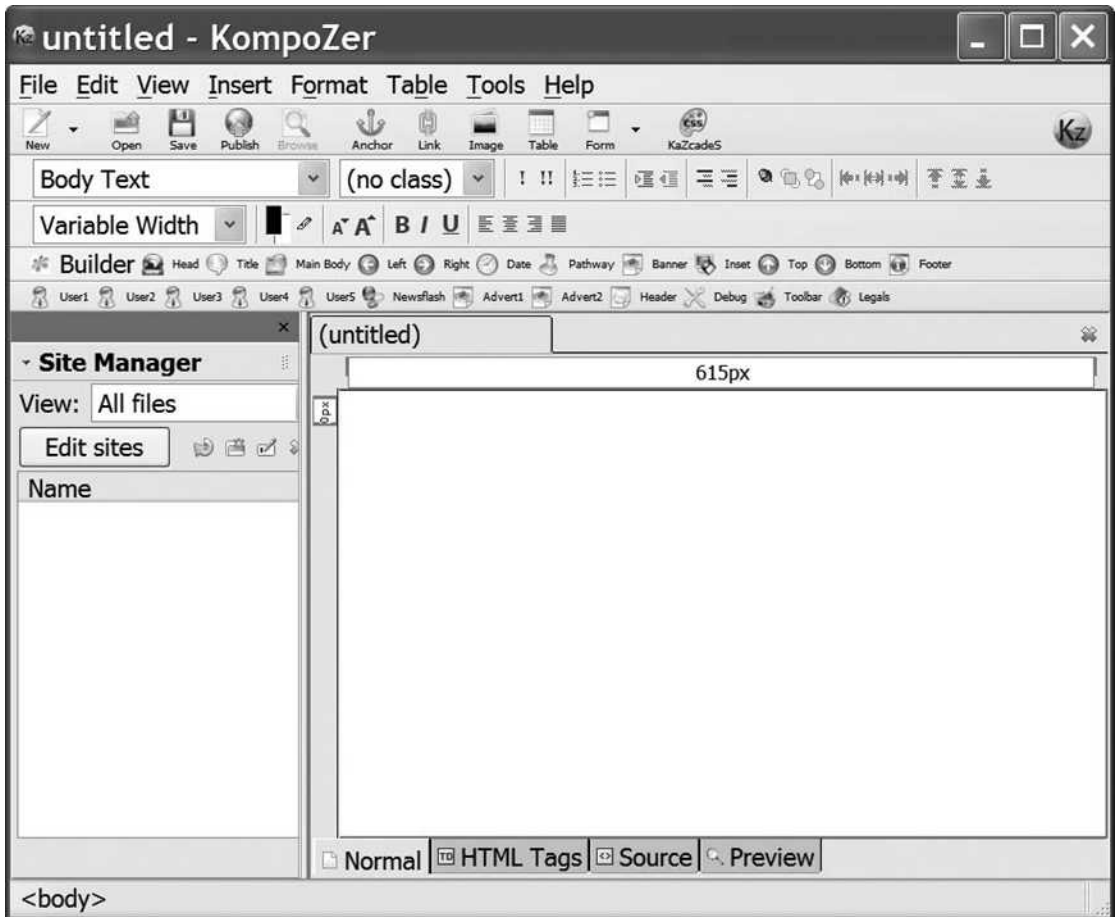 untitled - KompoZer
File Edit View Insert Format Table Tools Help
New Open Save Publish Browse Anchor Link Image Table Form KaZcadeS
Kz
Body Text (no class) ! !!
Variable Width A A B I U
Builder Head Title Main Body Left Right Date Pathway Banner Inset Top Bottom Footer
User1 User2 User3 User4 User5 Newsflash Advert1 Advert2 Header Debug Toolbar Legals
(untitled)
Site Manager
615px
View: All files
0px
Edit sites
Name
Normal HTML Tags Source Preview
<body>